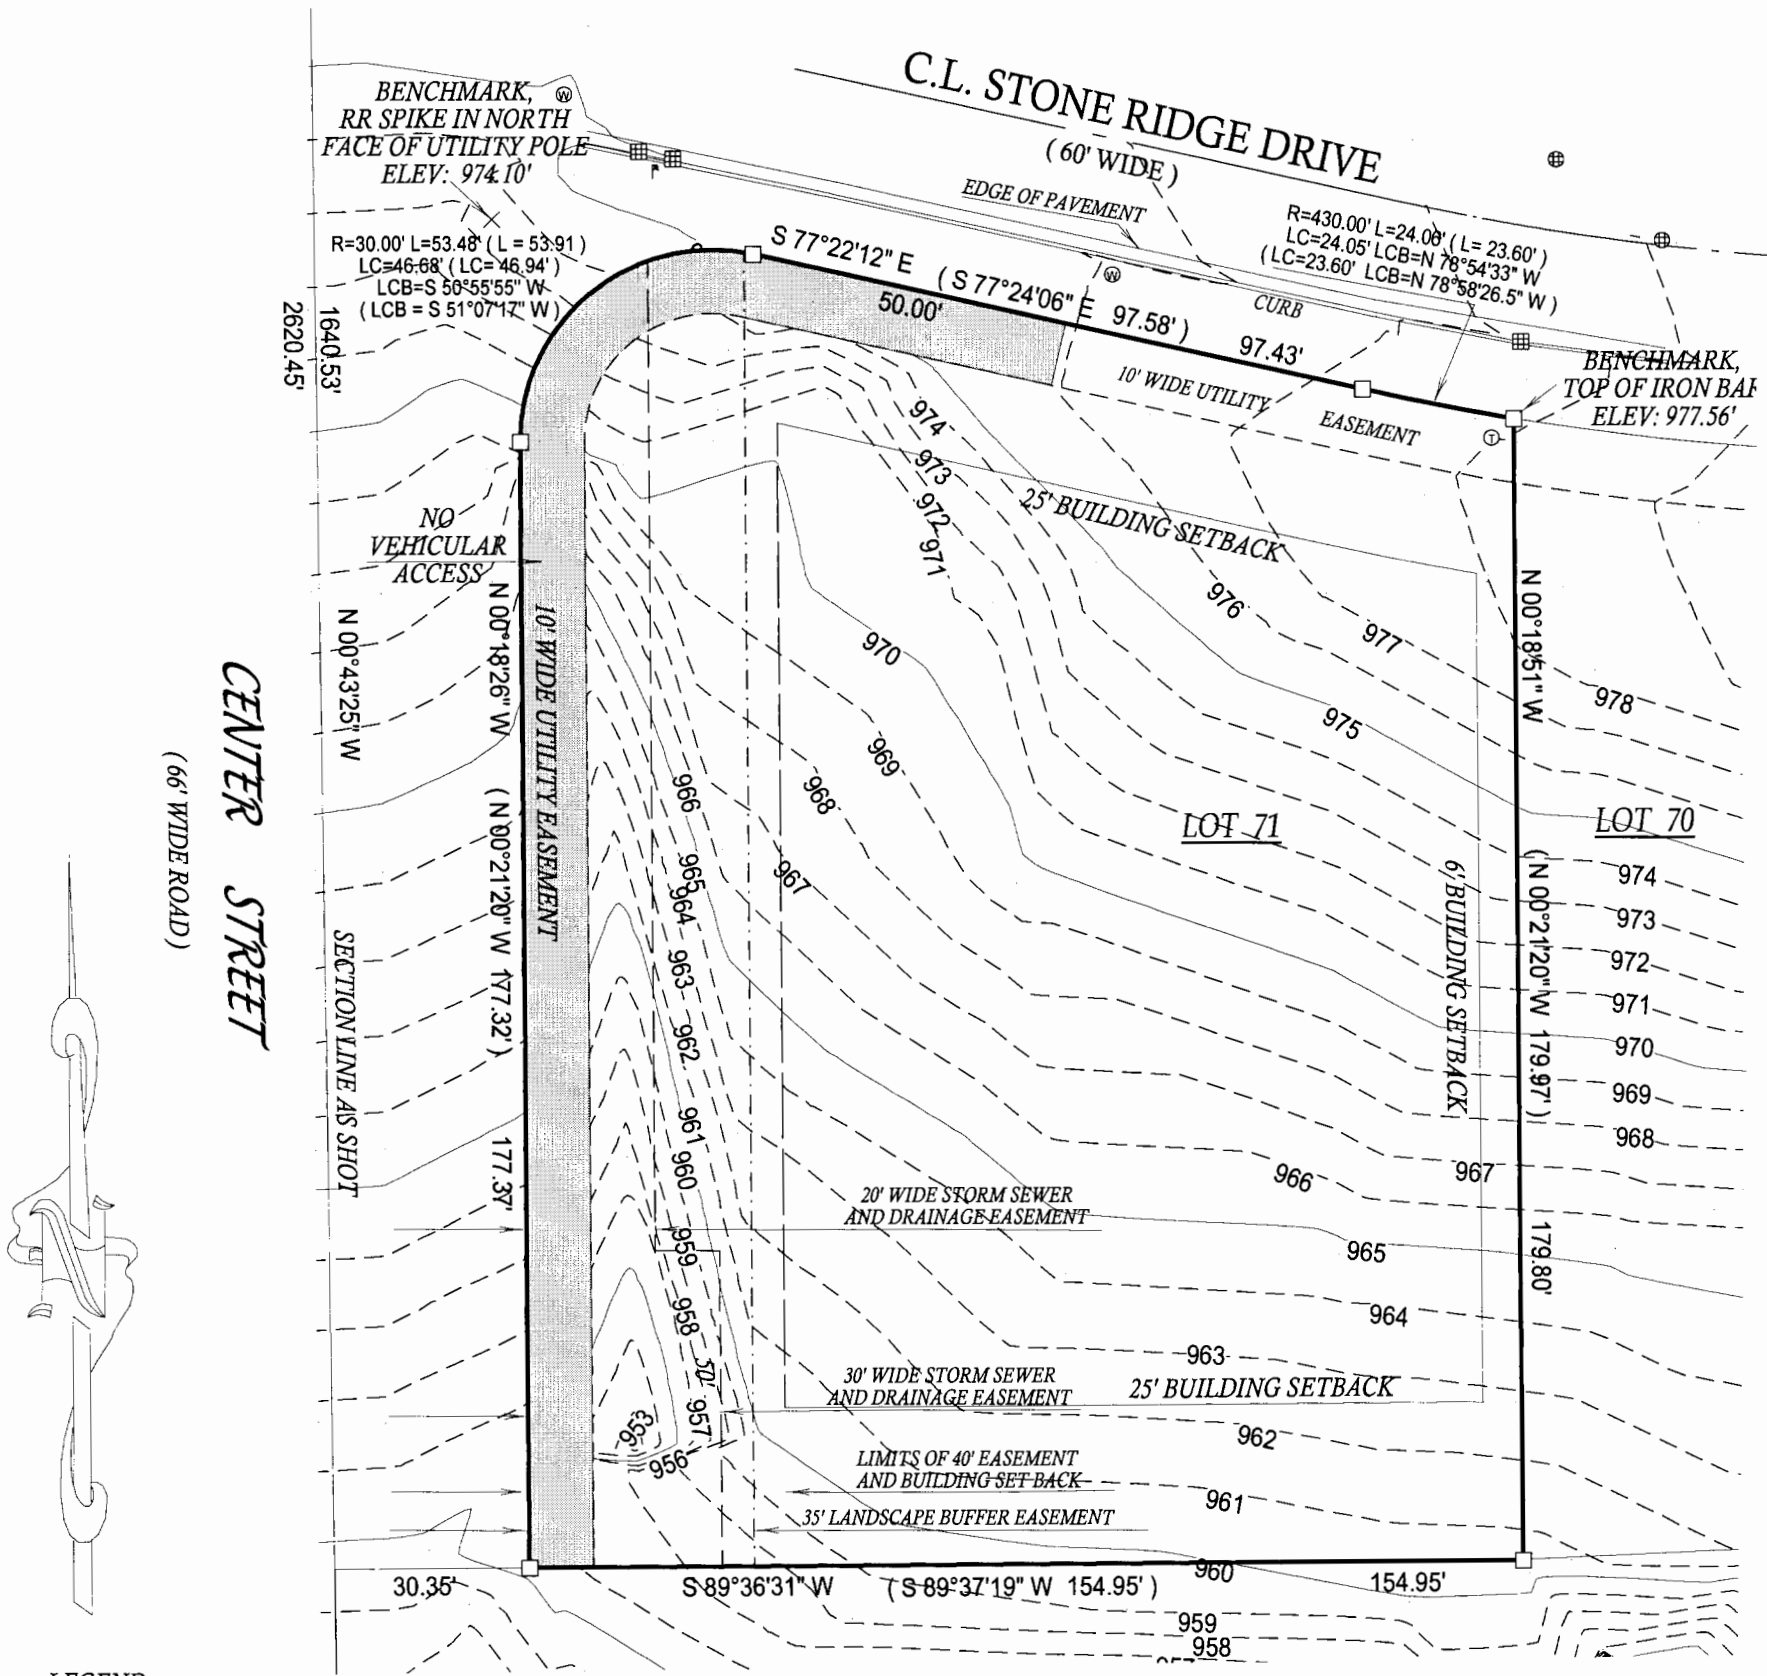 C.L. STONE RIDGE DRIVE
( 60' WIDE )
BENCHMARK,
RR SPIKE IN NORTH
FACE OF UTILITY POLE
ELEV: 974.10'
W
EDGE OF PAVEMENT
R=430.00' L=24.06' ( L= 23.60' )
LC=24.05' LCB=N 78°54'33" W
( LC=23.60' LCB=N 78°58'26.5" W )
R=30.00' L=53.48' ( L = 53.91 )
LC=46.68' ( LC= 46.94' )
LCB=S 50°55'55" W
( LCB = S 51°07'17" W )
S 77°22'12" E ( S 77°24'06" E 97.58' )
50.00'
97.43'
W
CURB
BENCHMARK,
TOP OF IRON BAR
ELEV: 977.56'
T
10' WIDE UTILITY EASEMENT
1640.53'
2620.45'
974
973
972
971
25' BUILDING SETBACK
NO
VEHICULAR
ACCESS
N 00°43'25" W
N 00°18'26" W ( N 00°21'20" W 177.32' ) 177.37'
10' WIDE UTILITY EASEMENT
N 00°18'51" W ( N 00°21'20" W 179.97' ) 179.80'
976
977
970
978
975
CENTER STREET
( 66' WIDE ROAD )
SECTION LINE AS SHOT
969
968
967
966
965
964
963
962
961
960
959
958
957
LOT 71
LOT 70
6' BUILDING SETBACK
974
973
972
971
970
969
968
967
966
965
964
963
962
961
960
20' WIDE STORM SEWER
AND DRAINAGE EASEMENT
30' WIDE STORM SEWER
AND DRAINAGE EASEMENT
25' BUILDING SETBACK
50'
953
956
LIMITS OF 40' EASEMENT
AND BUILDING SET BACK
35' LANDSCAPE BUFFER EASEMENT
30.35'
S 89°36'31" W ( S 89°37'19" W 154.95' ) 154.95'
959
958